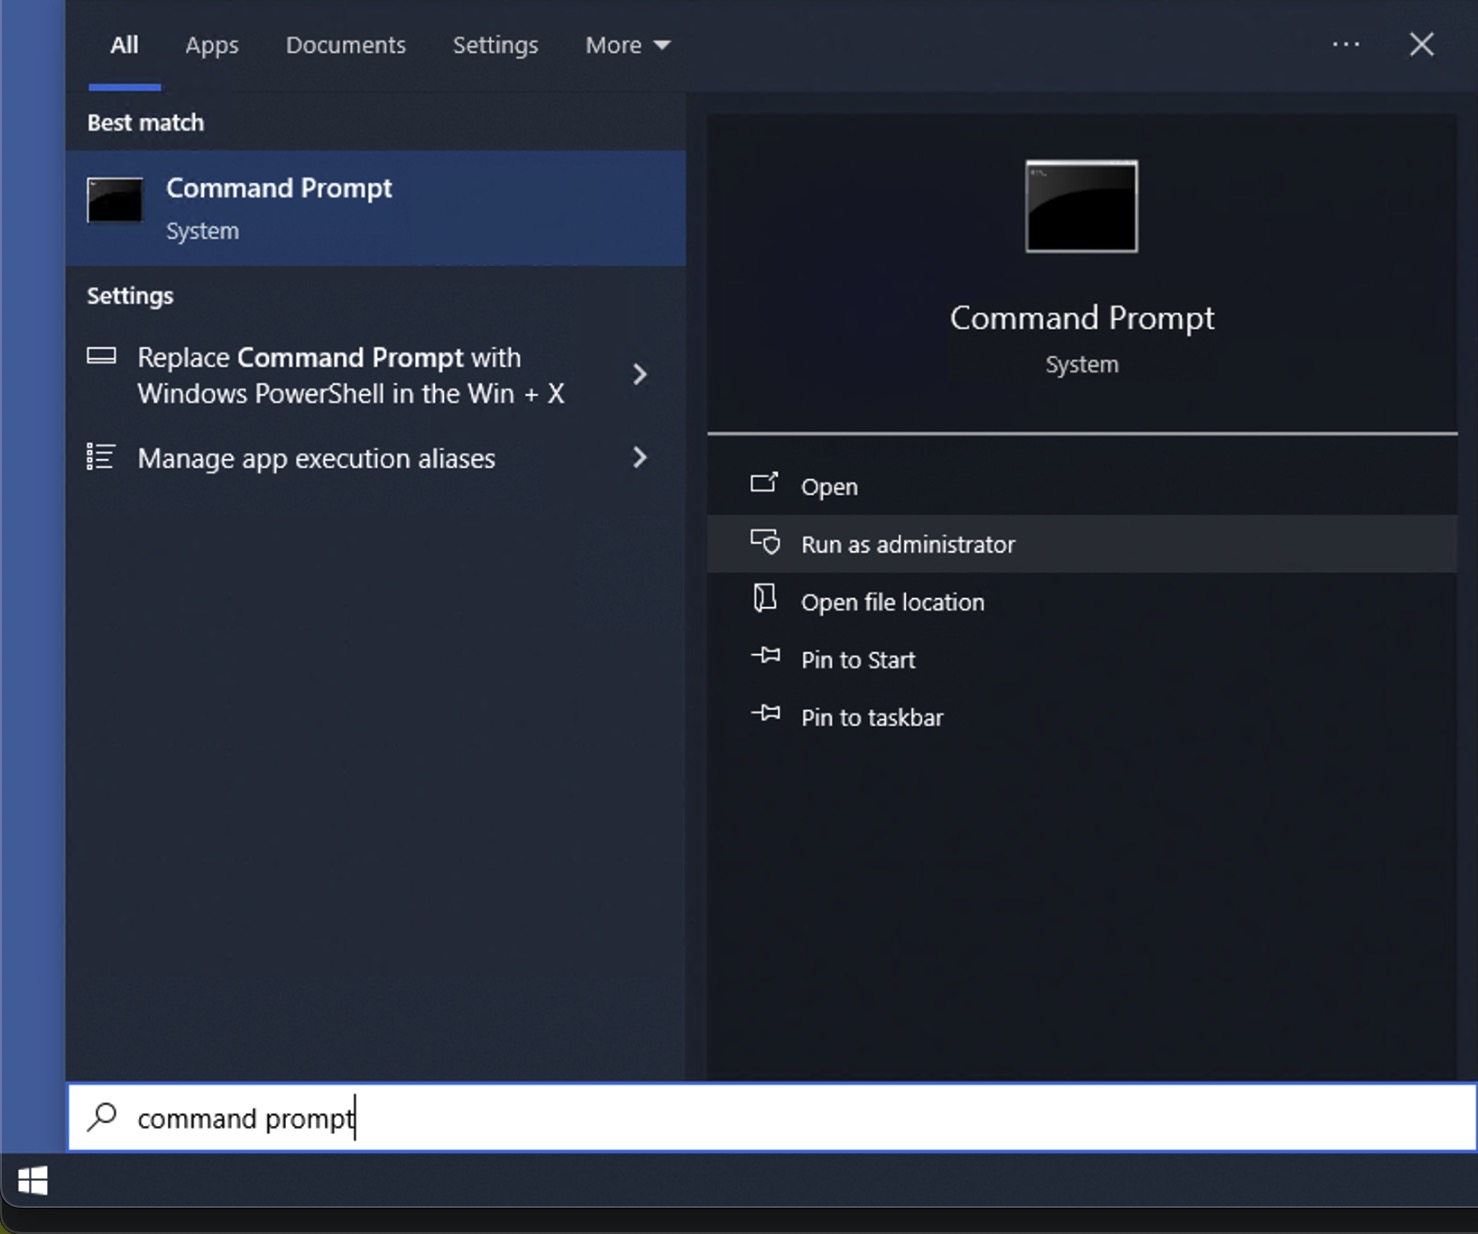 All Apps Documents Settings More
Best match
Command Prompt
System
Settings
Replace Command Prompt with
Windows PowerShell in the Win + X
Manage app execution aliases
Command Prompt
System
Open
Run as administrator
Open file location
Pin to Start
Pin to taskbar
command prompt